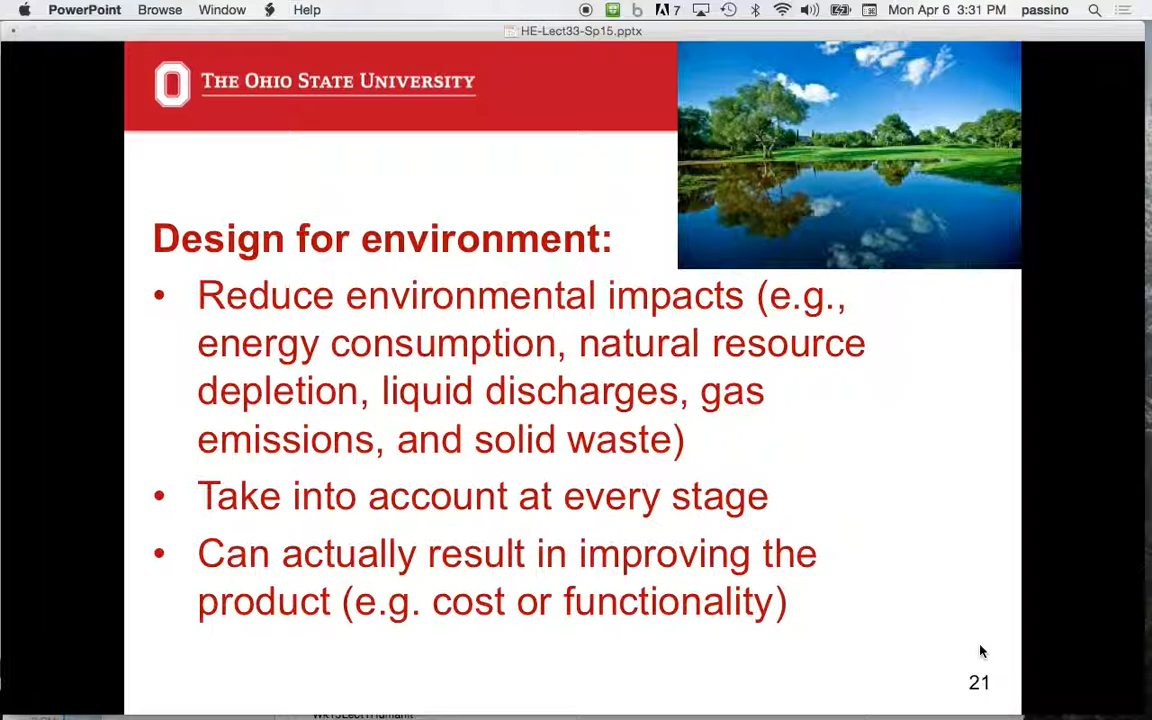 PowerPoint Browse Window Help 7 Mon Apr 6 3:31 PM passino
HE-Lect33-Sp15.pptx
THE OHIO STATE UNIVERSITY
Design for environment:
• Reduce environmental impacts (e.g.,
energy consumption, natural resource
depletion, liquid discharges, gas
emissions, and solid waste)
• Take into account at every stage
• Can actually result in improving the
product (e.g. cost or functionality)
21